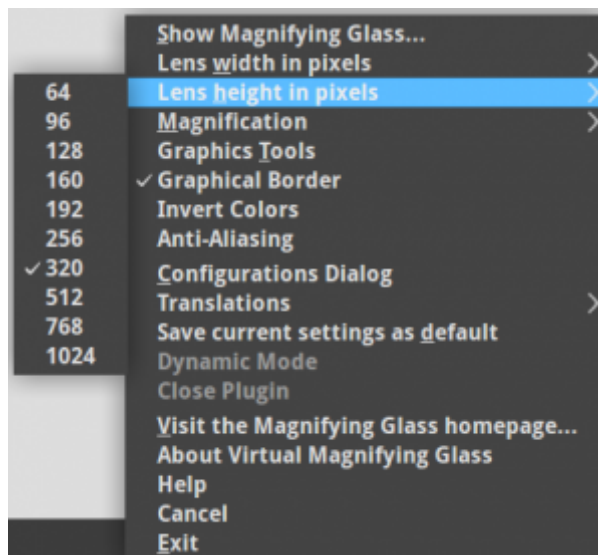 Show Magnifying Glass...
Lens width in pixels
Lens height in pixels
Magnification
Graphics Tools
Graphical Border
Invert Colors
Anti-Aliasing
Configurations Dialog
Translations
Save current settings as default
Dynamic Mode
Close Plugin
Visit the Magnifying Glass homepage...
About Virtual Magnifying Glass
Help
Cancel
Exit
64
96
128
160
192
256
320
512
768
1024